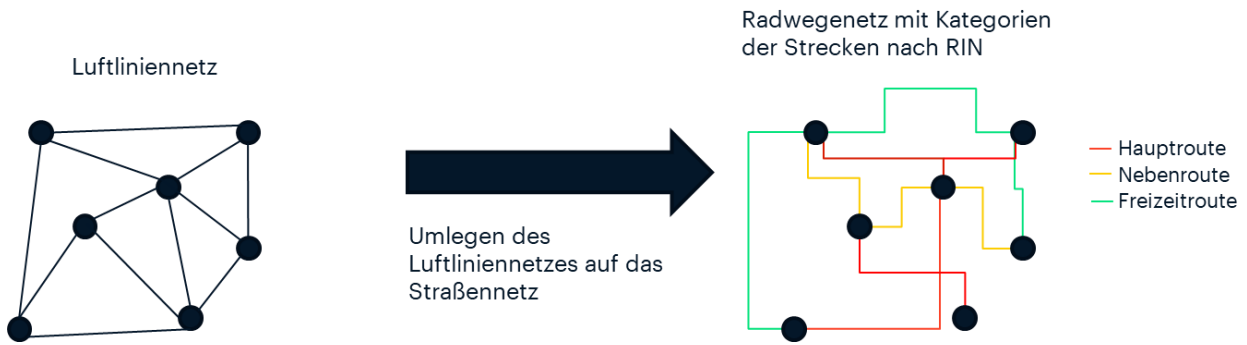 Luftliniennetz
Umlegen des
Luftliniennetzes auf das
Straßennetz
Radwegenetz mit Kategorien
der Strecken nach RIN
Hauptroute
Nebenroute
Freizeitroute